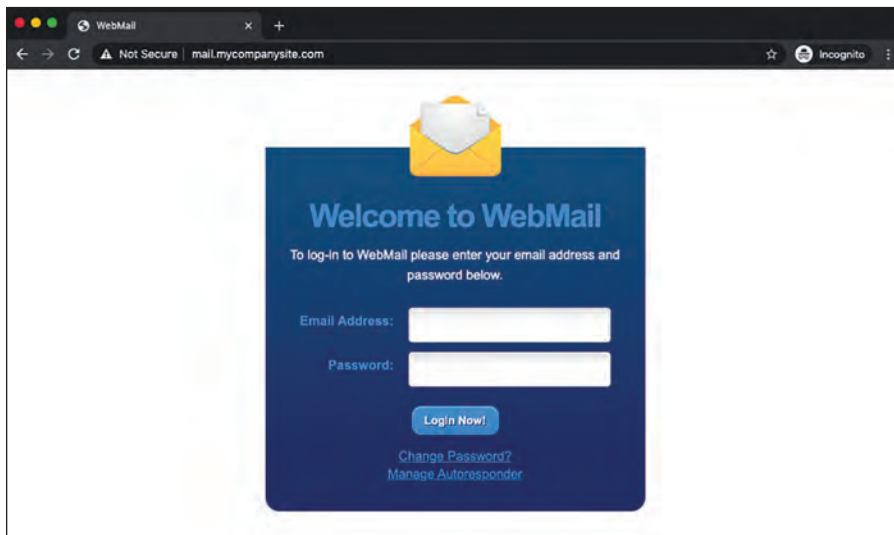 WebMail
Not Secure | mail.mycompanysite.com Incognito
Welcome to WebMail
To log-in to WebMail please enter your email address and
password below.
Email Address:
Password:
Login Now!
Change Password?
Manage Autoresponder